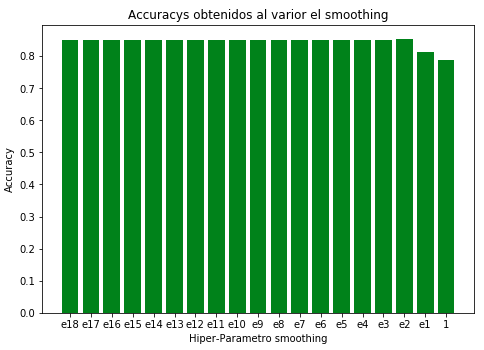 Accuracys obtenidos al varior el smoothing
Accuracy
0.8
0.7
0.6
0.5
0.4
0.3
0.2
0.1
0.0
e18 e17 e16 e15 e14 e13 e12 e11 e10 e9 e8 e7 e6 e5 e4 e3 e2 e1 1
Hiper-Parametro smoothing